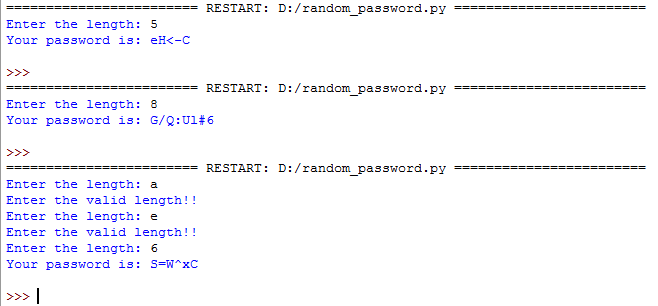 ======================== RESTART: D:/random_password.py ========================
Enter the length: 5
Your password is: eH<-C
>>>
======================== RESTART: D:/random_password.py ========================
Enter the length: 8
Your password is: G/Q:Ul#6
>>>
======================== RESTART: D:/random_password.py ========================
Enter the length: a
Enter the valid length!!
Enter the length: e
Enter the valid length!!
Enter the length: 6
Your password is: S=W^xC
>>>